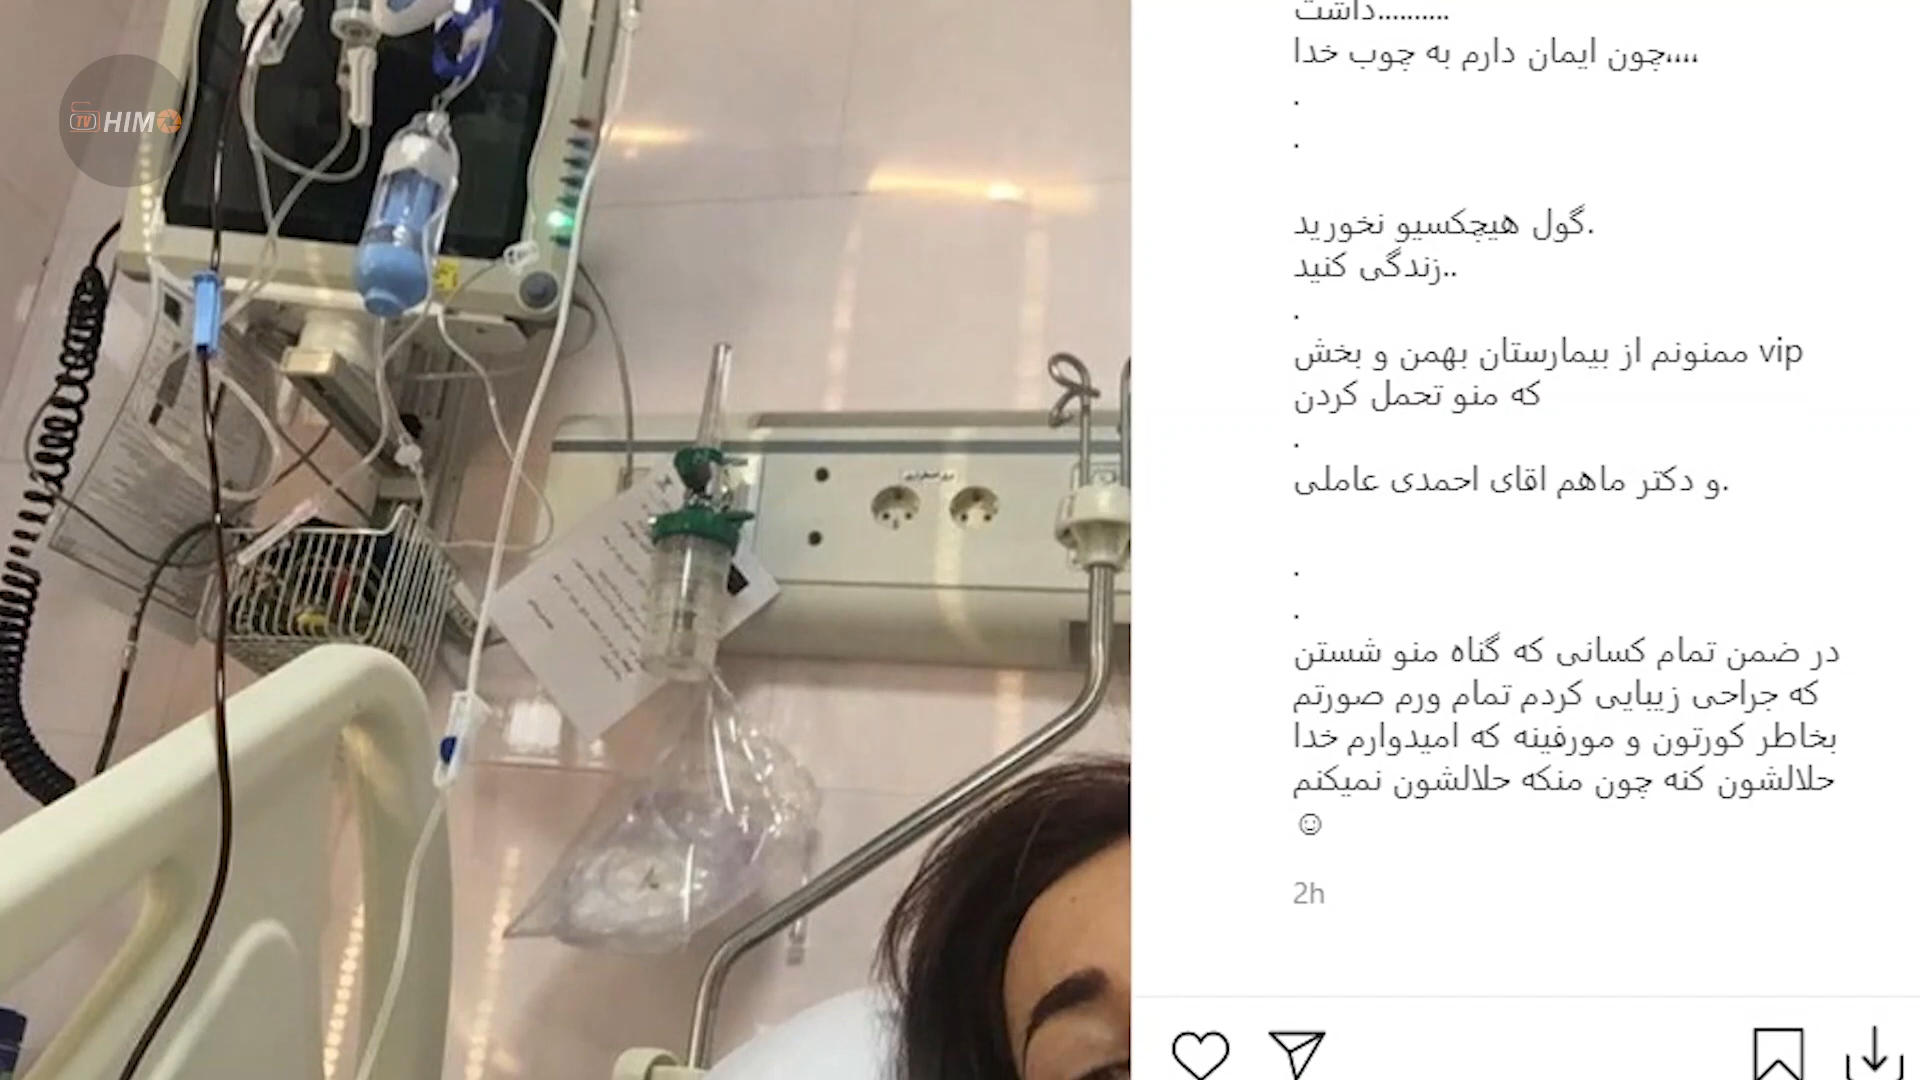 TV HIM
داشت..........
چون ایمان دارم به چوب خدا،،،،
.
.
گول هیچکسیو نخورید.
زندگی کنید..
.
ممنونم از بیمارستان بهمن و بخش vip
که منو تحمل کردن
.
و دکتر ماهم اقای احمدی عاملی.
.
.
در ضمن تمام کسانی که گناه منو شستن
که جراحی زیبایی کردم تمام ورم صورتم
بخاطر کورتون و مورفینه که امیدوارم خدا
حلالشون کنه چون منکه حلالشون نمیکنم
☺
2h